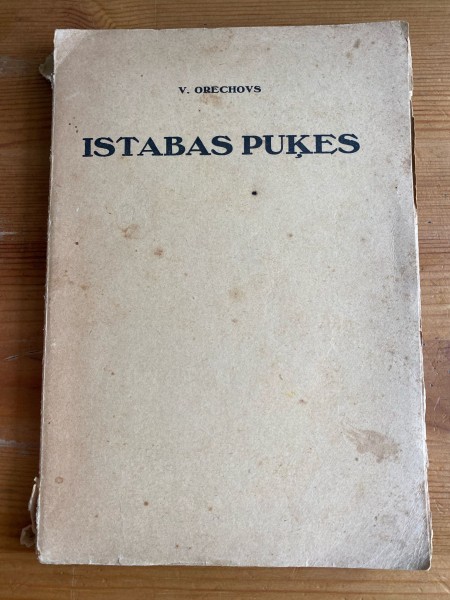 V. ORECHOVS
ISTABAS PUĶES